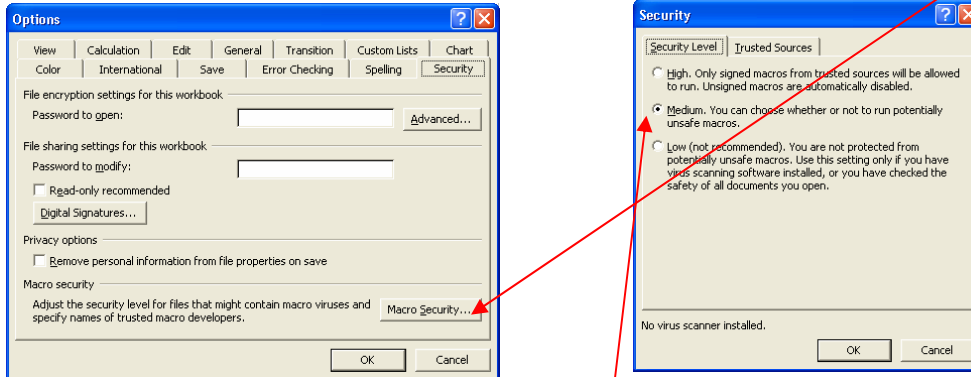 Options
View Calculation Edit General Transition Custom Lists Chart
Color International Save Error Checking Spelling Security
File encryption settings for this workbook
Password to open:
Advanced...
File sharing settings for this workbook
Password to modify:
Read-only recommended
Digital Signatures...
Privacy options
Remove personal information from file properties on save
Macro security
Adjust the security level for files that might contain macro viruses and
specify names of trusted macro developers.
Macro Security...
OK Cancel
Security
Security Level Trusted Sources
High. Only signed macros from trusted sources will be allowed
to run. Unsigned macros are automatically disabled.
Medium. You can choose whether or not to run potentially
unsafe macros.
Low (not recommended). You are not protected from
potentially unsafe macros. Use this setting only if you have
virus scanning software installed, or you have checked the
safety of all documents you open.
No virus scanner installed.
OK Cancel